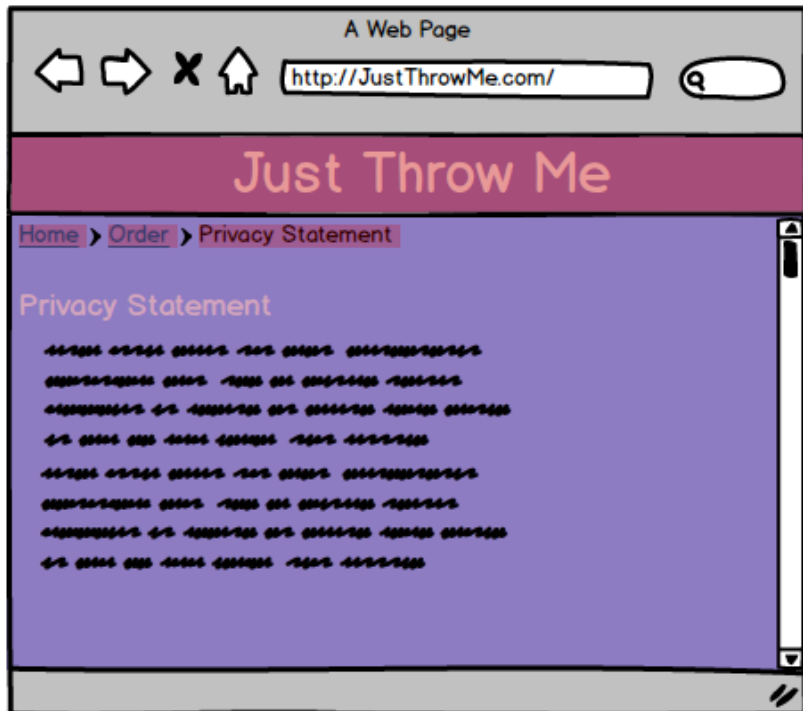 A Web Page
http://JustThrowMe.com/
Just Throw Me
Home > Order > Privacy Statement
Privacy Statement